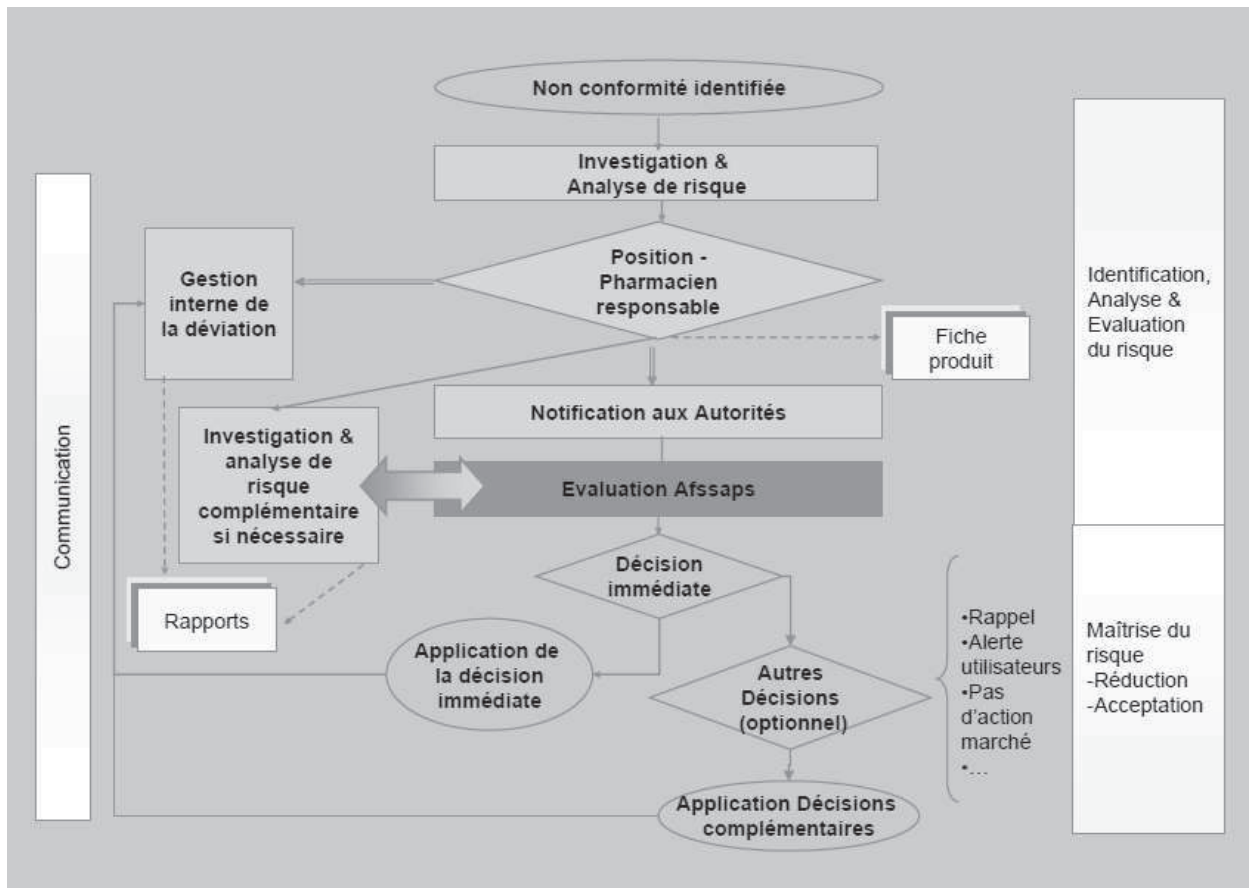 Non conformité identifiée
Investigation &
Analyse de risque
Position -
Pharmacien
responsable
Gestion
interne de
la déviation
Fiche
produit
Identification,
Analyse &
Evaluation
du risque
Notification aux Autorités
Investigation &
analyse de
risque
complémentaire
si nécessaire
Evaluation Afssaps
Communication
Décision
immédiate
Rapports
Application de
la décision
immédiate
Autres
Décisions
(optionnel)
•Rappel
•Alerte
utilisateurs
•Pas
d'action
marché
•...
Maîtrise du
risque
-Réduction
-Acceptation
Application Décisions
complémentaires